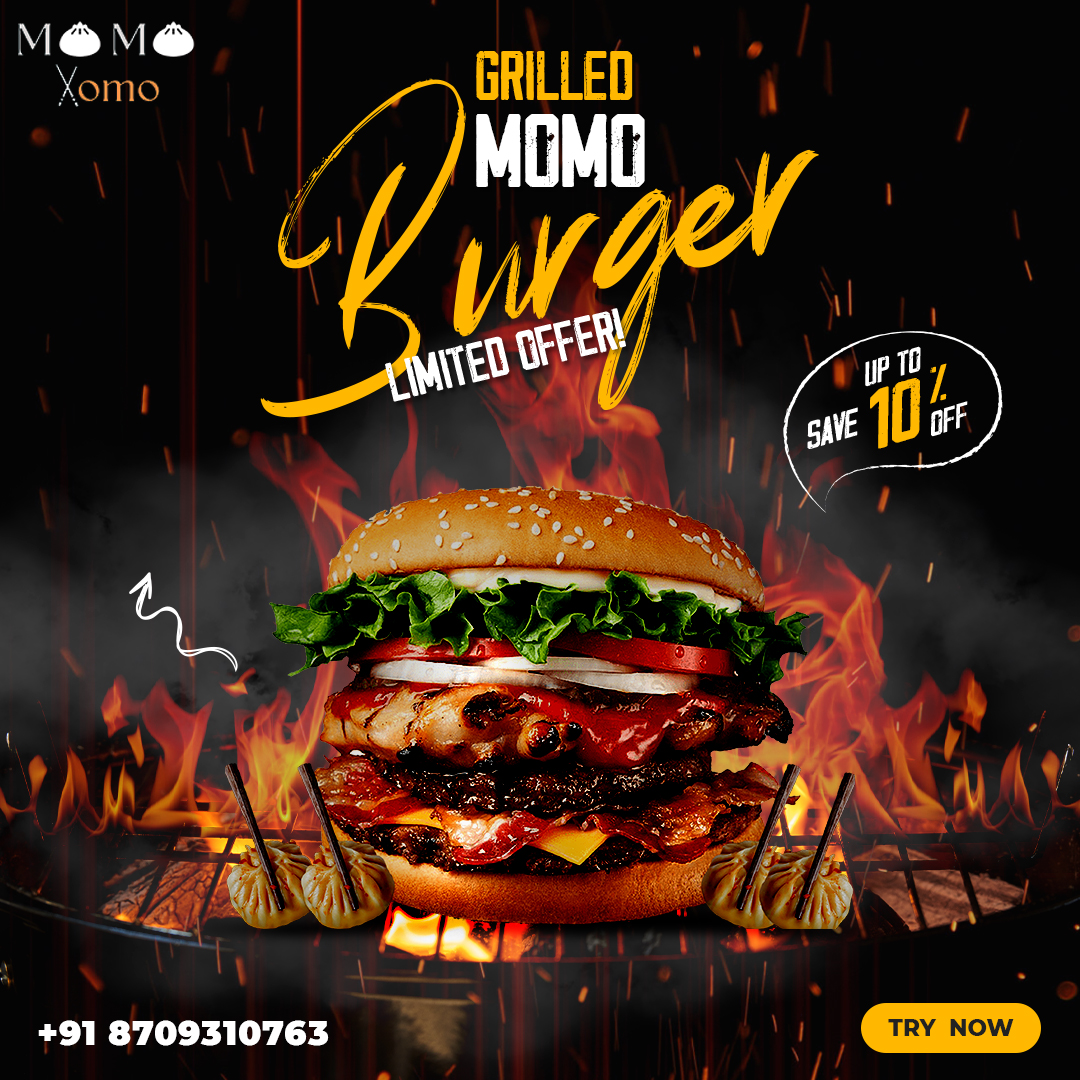 MOMO
Xomo
GRILLED
MOMO
Burger
LIMITED OFFER!
UP TO
SAVE 10% OFF
+91 8709310763
TRY NOW